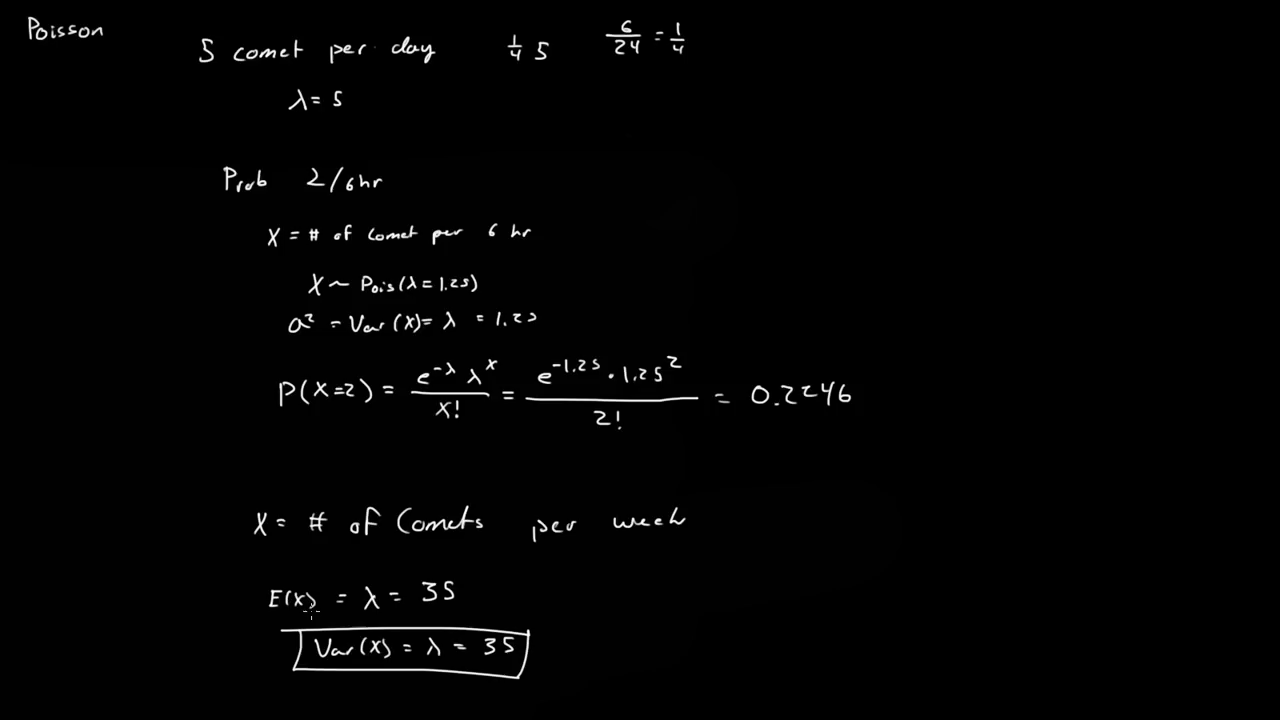 Poisson
5 comet per day 1/4 5 6/24 = 1/4
λ = 5
Prob 2/6hr
X = # of comet per 6 hr
X ~ Pois(λ = 1.25)
σ² = Var(X) = λ = 1.25
P(X=2) = e^-λ λ^x / x! = e^-1.25 · 1.25² / 2! = 0.2246
X = # of Comets per week
E(X) = λ = 35
Var(X) = λ = 35